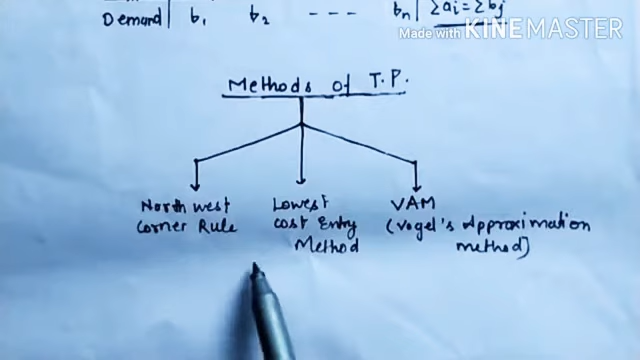 Demand b₁ b₂ --- bₙ Σaᵢ=Σbⱼ
Made with KINEMASTER
Methods of T.P.
North west Lowest VAM
Corner Rule Cost Entry (Vogel's Approximation
Method method)